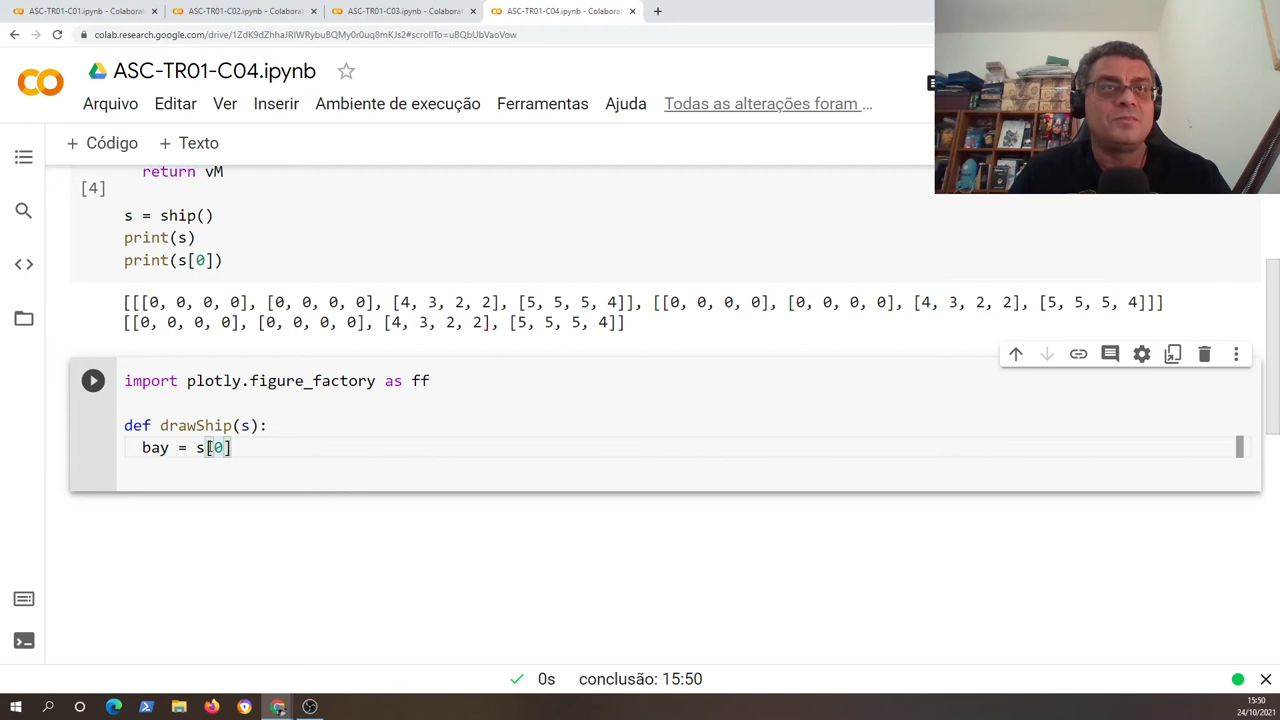 ASC-TR01-C01.ipynb - Colaborat
ASC-TR01-C02.ipynb - Colaborat
ASC-TR01-C03.ipynb - Colaborat
ASC-TR01-C04.ipynb - Colaborat
colab.research.google.com/drive/1ZdK9dZhhaJRIWRybuBQMy0r0uq8mKJs2#scrollTo=uBQbUbVaoVow
ASC-TR01-C04.ipynb
Arquivo Editar Ver Inserir Ambiente de execução Ferramentas Ajuda Todas as alterações foram …
+ Código + Texto
return vM
[4]
s = ship()
print(s)
print(s[0])
[[[0, 0, 0, 0], [0, 0, 0, 0], [4, 3, 2, 2], [5, 5, 5, 4]], [[0, 0, 0, 0], [0, 0, 0, 0], [4, 3, 2, 2], [5, 5, 5, 4]]]
[[0, 0, 0, 0], [0, 0, 0, 0], [4, 3, 2, 2], [5, 5, 5, 4]]
import plotly.figure_factory as ff
def drawShip(s):
bay = s[0]
0s conclusão: 15:50
15:50
24/10/2021